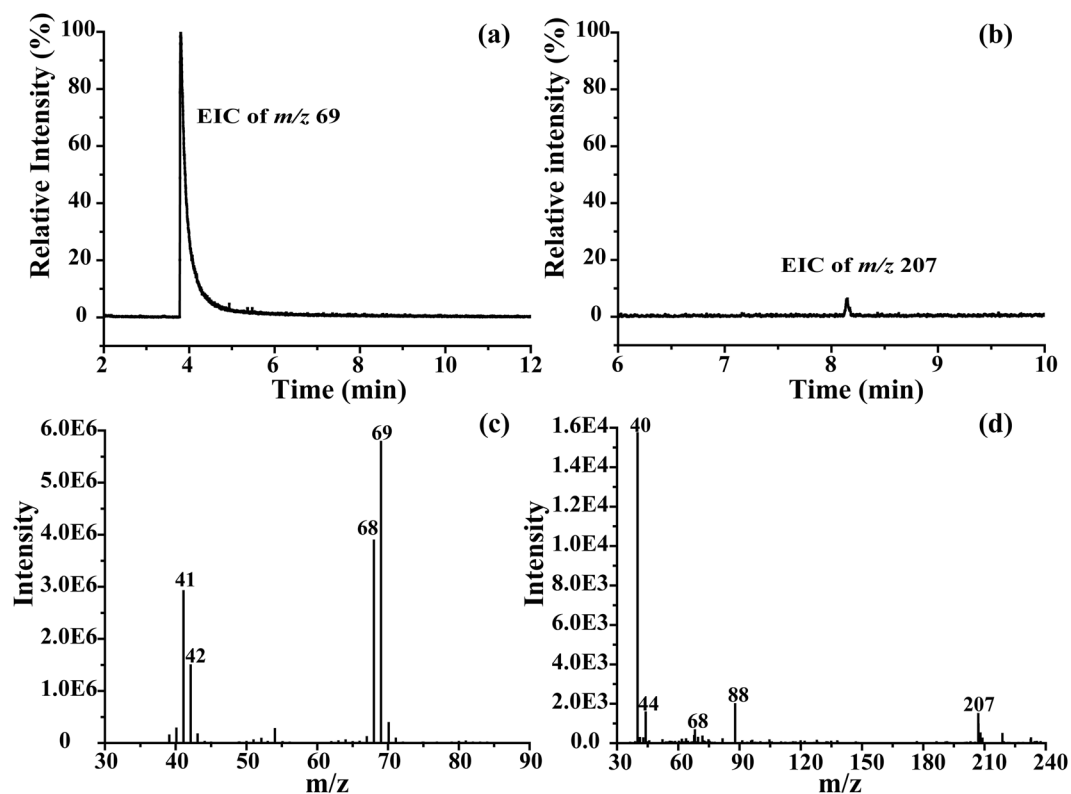 (a)
Relative Intensity (%)
100
80
60
40
20
0
EIC of m/z 69
2 4 6 8 10 12
Time (min)
(b)
Relative intensity (%)
100
80
60
40
20
0
EIC of m/z 207
6 7 8 9 10
Time (min)
(c)
Intensity
6.0E6
5.0E6
4.0E6
3.0E6
2.0E6
1.0E6
0
69
68
41
42
30 40 50 60 70 80 90
m/z
(d)
Intensity
1.6E4
1.4E4
1.2E4
1.0E4
8.0E3
6.0E3
4.0E3
2.0E3
0.0
40
44
68
88
207
30 60 90 120 150 180 210 240
m/z